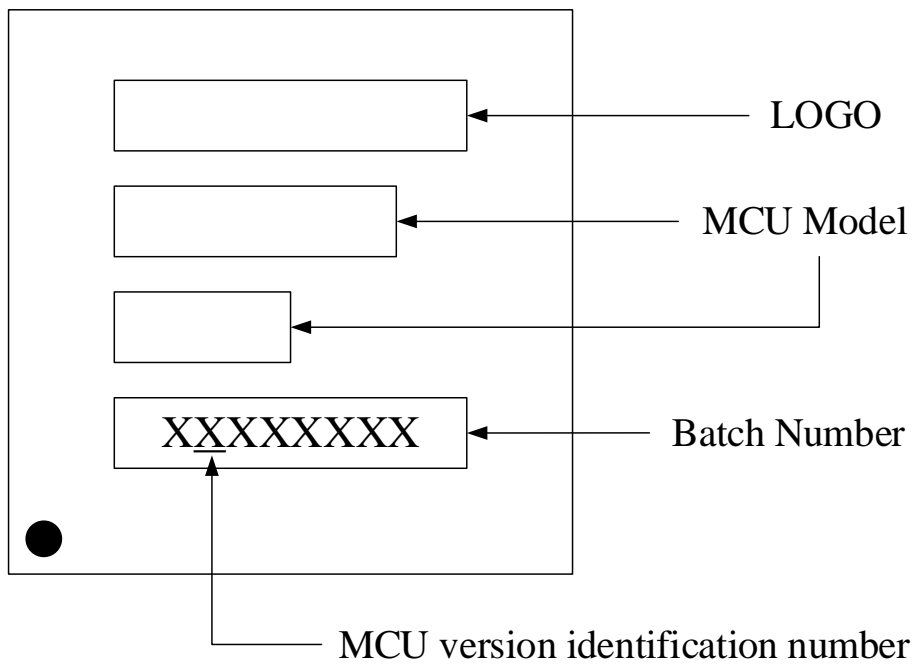 LOGO
MCU Model
XXXXXXXX
Batch Number
MCU version identification number